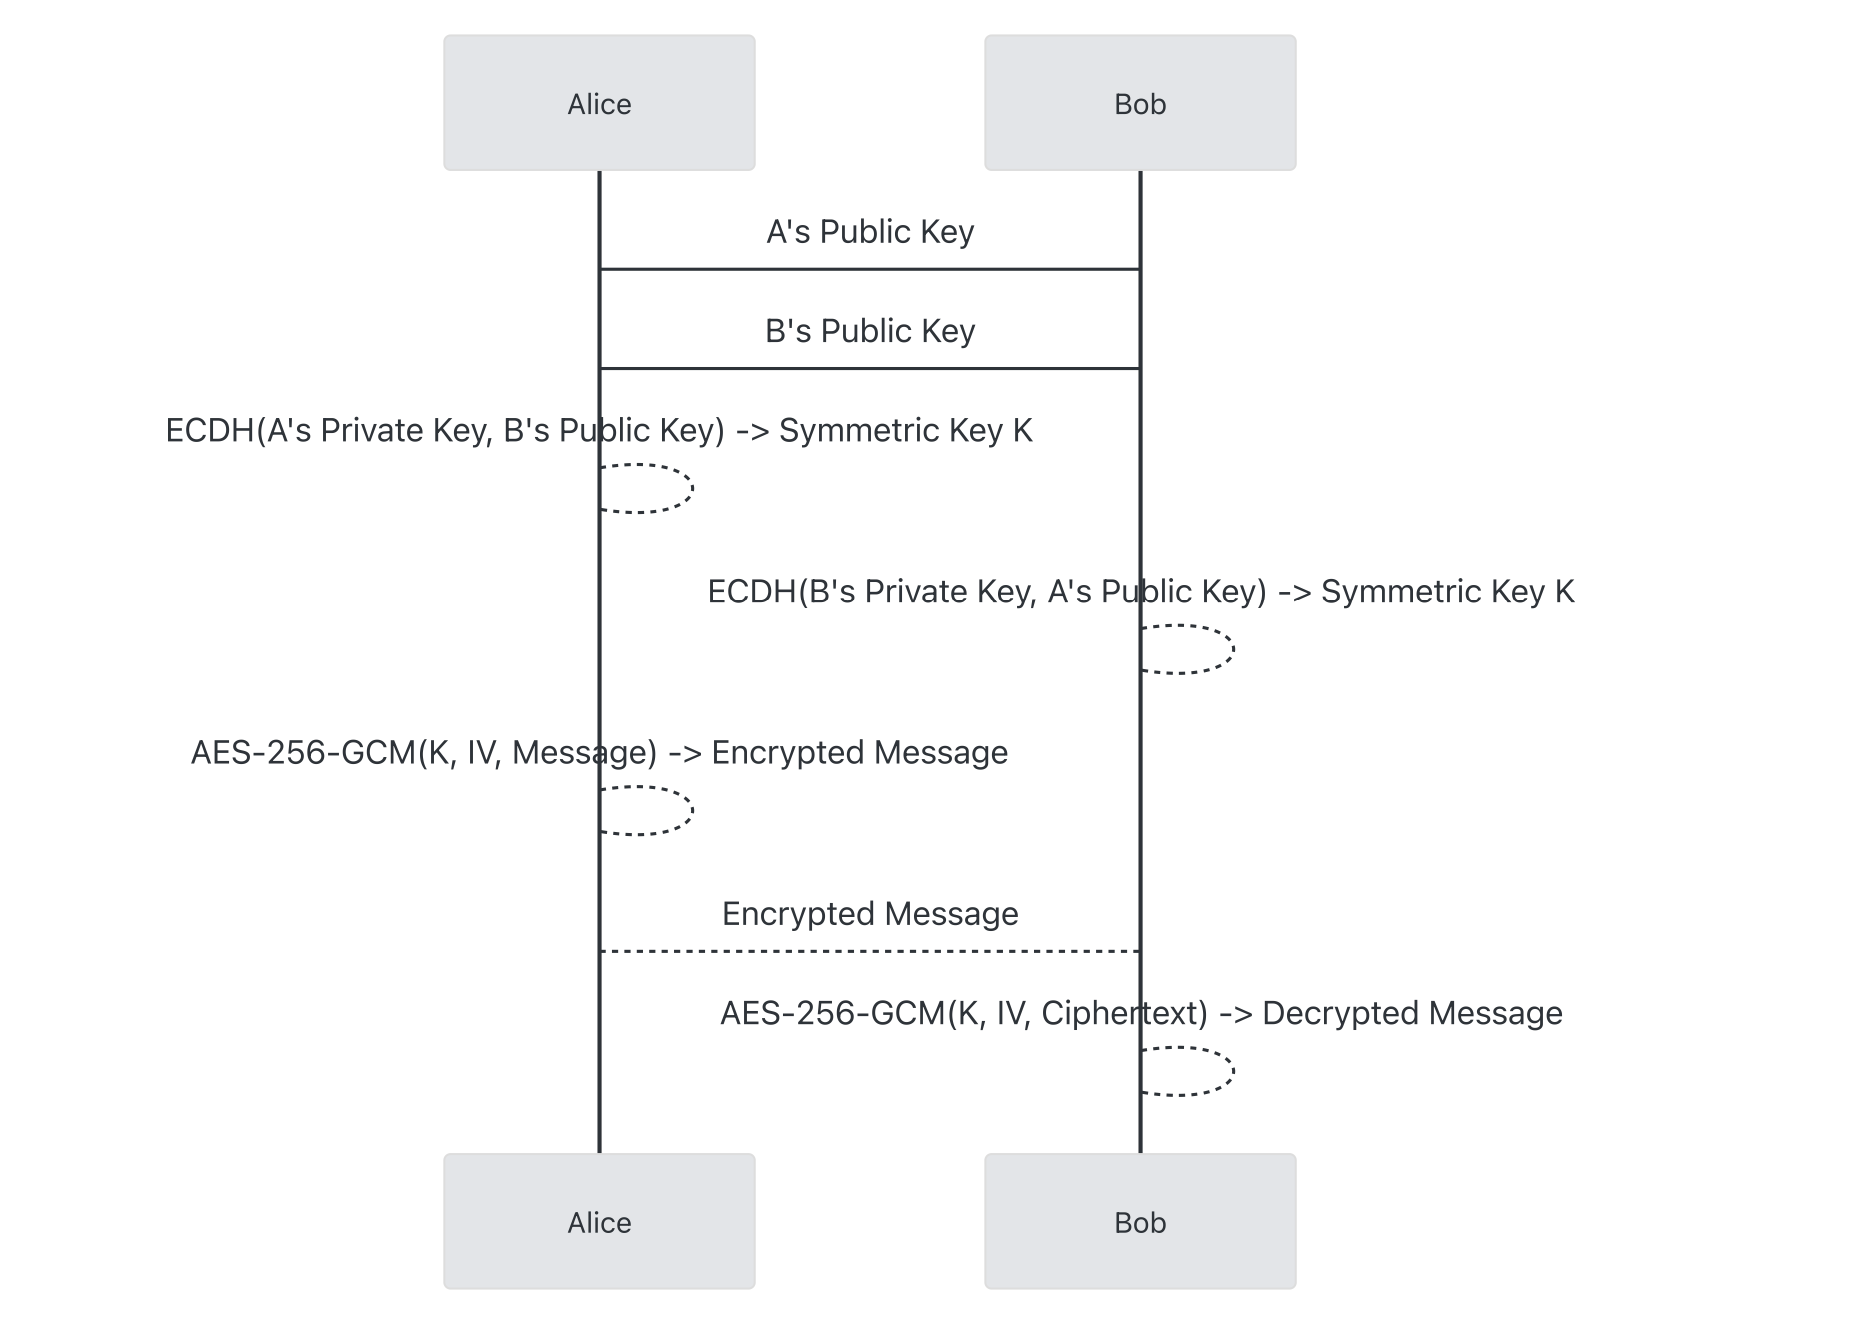 Alice
Bob
A's Public Key
B's Public Key
ECDH(A's Private Key, B's Public Key) -> Symmetric Key K
ECDH(B's Private Key, A's Public Key) -> Symmetric Key K
AES-256-GCM(K, IV, Message) -> Encrypted Message
Encrypted Message
AES-256-GCM(K, IV, Ciphertext) -> Decrypted Message
Alice
Bob